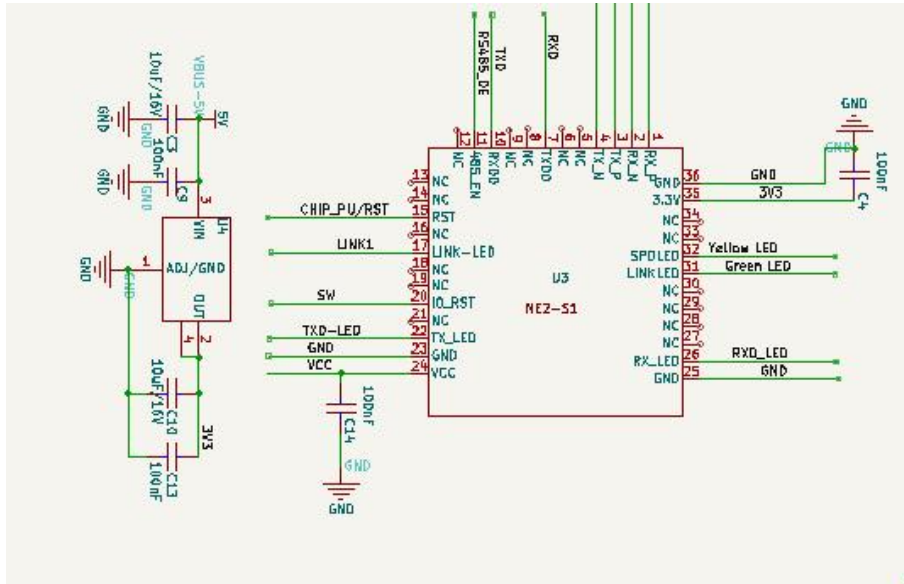 RS485_DE
TXD
RXD
10uF/16V
VBUS-5V
GND
GND
5V
100nF
C9
GND
GND
3
U4
VIN
GND
1
ADJ/GND
GND
OUT
4
2
10uF/16V
C10
3V3
100nF
C13
12
11
10
9
8
7
6
5
4
3
2
1
NC
485_EN
RXDD
NC
NC
TXDD
NC
NC
TX_N
TX_P
RX_N
RX_P
13
NC
14
NC
CHIP_PU/RST
15
RST
16
NC
LINK1
17
LINK-LED
18
NC
19
NC
SW
20
IO_RST
21
NC
TXD-LED
22
TX_LED
GND
23
GND
VCC
24
VCC
U3
NE2-S1
GND
36
GND
3.3V
35
3V3
NC
34
NC
33
SPDLED
32
Yellow LED
LINKLED
31
Green LED
NC
30
NC
29
NC
28
NC
27
RX_LED
26
RXD_LED
GND
25
GND
GND
GND
100nF
C4
100nF
C14
GND
GND